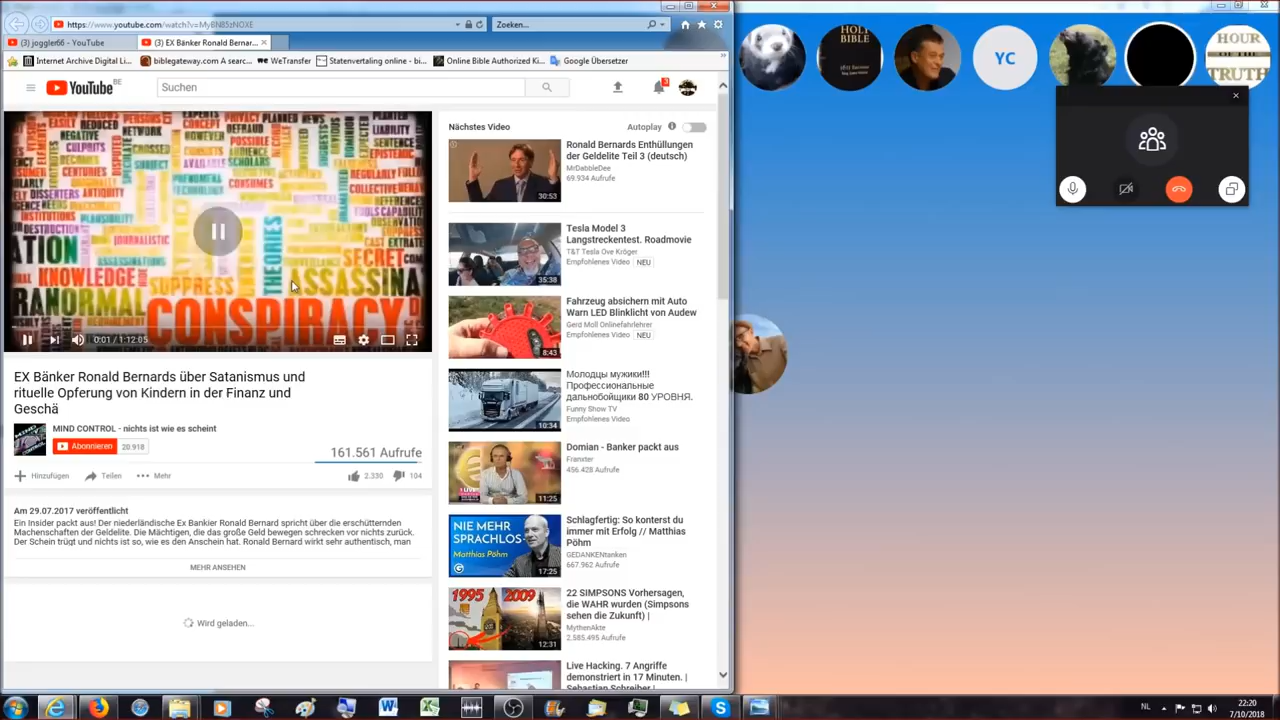 https://www.youtube.com/watch?v=MyBN85zNOXE
Zoeken...
(3) joggler66 - YouTube
(3) EX Bänker Ronald Bernar...
Internet Archive Digital Li...
biblegateway.com A searc...
WeTransfer
Statenvertaling online - bi...
Online Bible Authorized Ki...
Google Übersetzer
YouTube BE
Suchen
3
HOLY BIBLE
YC
HOUR OF THE TRUTH
CONSPIRACY
THEORIES
ASSASSINA
SECRET
SUPPRESS
KNOWLEDGE
PARANORMAL
JOURNALISTIC
0:01 / 1:12:05
EX Bänker Ronald Bernards über Satanismus und
rituelle Opferung von Kindern in der Finanz und
Geschä
MIND CONTROL - nichts ist wie es scheint
Abonnieren 20.918
161.561 Aufrufe
Hinzufügen Teilen Mehr
2.330 104
Am 29.07.2017 veröffentlicht
Ein Insider packt aus! Der niederländische Ex Bankier Ronald Bernard spricht über die erschütternden
Machenschaften der Geldelite. Die Mächtigen, die das große Geld bewegen schrecken vor nichts zurück.
Der Schein trügt und nichts ist so, wie es den Anschein hat. Ronald Bernard wirkt sehr authentisch, man
MEHR ANSEHEN
Wird geladen...
Nächstes Video
Autoplay
Ronald Bernards Enthüllungen
der Geldelite Teil 3 (deutsch)
MrDabbleDee
69.934 Aufrufe
30:53
Tesla Model 3
Langstreckentest. Roadmovie
T&T Tesla Ove Kröger
Empfohlenes Video NEU
35:38
Fahrzeug absichern mit Auto
Warn LED Blinklicht von Audew
Gerd Moll Onlinefahrlehrer
Empfohlenes Video NEU
8:43
Молодцы мужики!!!
Профессиональные
дальнобойщики 80 УРОВНЯ.
Funny Show TV
Empfohlenes Video
10:34
Domian - Banker packt aus
Franxter
456.428 Aufrufe
11:25
Schlagfertig: So konterst du
immer mit Erfolg // Matthias
Pöhm
GEDANKENtanken
667.962 Aufrufe
NIE MEHR
SPRACHLOS
Matthias Pöhm
17:25
22 SIMPSONS Vorhersagen,
die WAHR wurden (Simpsons
sehen die Zukunft) |
MythenAkte
2.585.495 Aufrufe
1995 2009
12:31
Live Hacking. 7 Angriffe
demonstriert in 17 Minuten. |
Sebastian Schreiber |
NL
22:20
7/10/2018